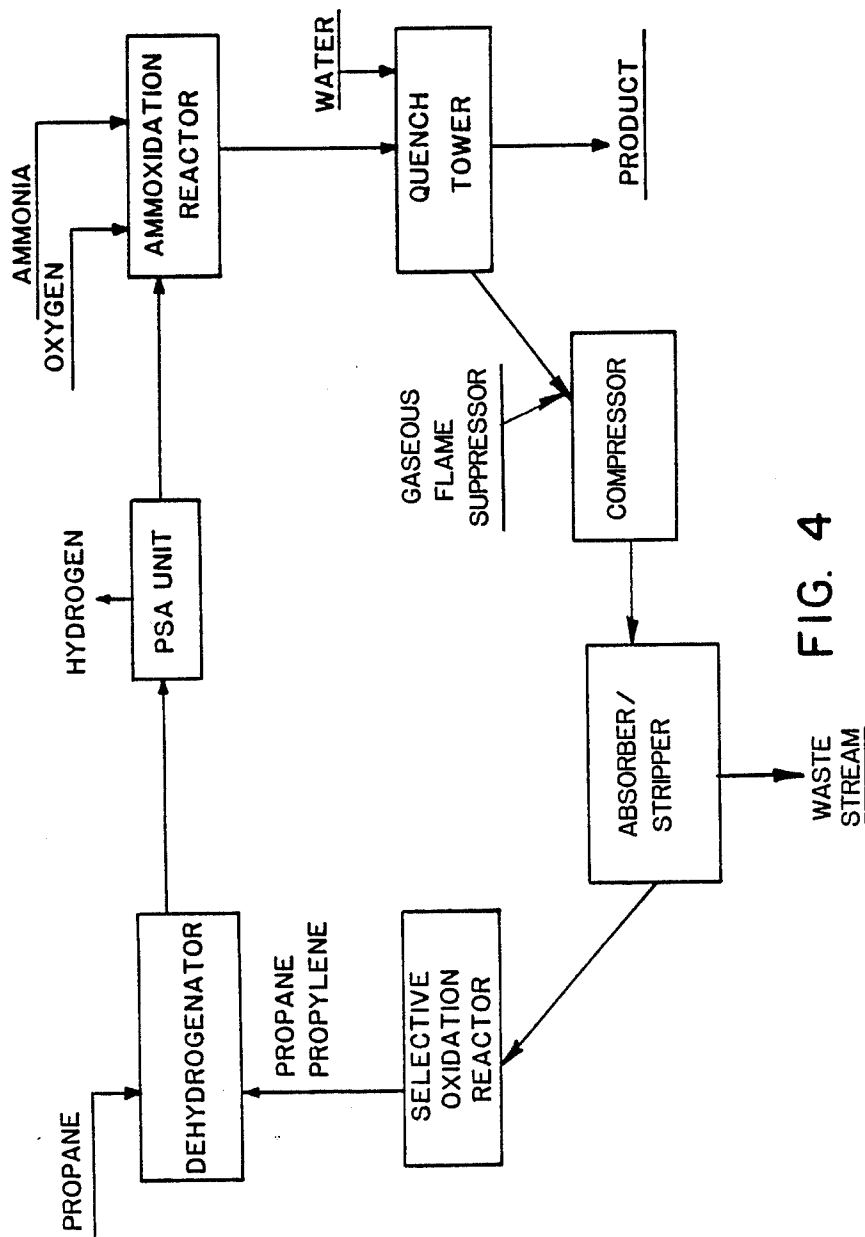 PROPANE
DEHYDROGENATOR
HYDROGEN
PSA UNIT
AMMONIA
OXYGEN
AMMOXIDATION
REACTOR
PROPANE
PROPYLENE
SELECTIVE
OXIDATION
REACTOR
GASEOUS
FLAME
SUPPRESSOR
WATER
QUENCH
TOWER
PRODUCT
COMPRESSOR
ABSORBER/
STRIPPER
WASTE
STREAM
FIG. 4